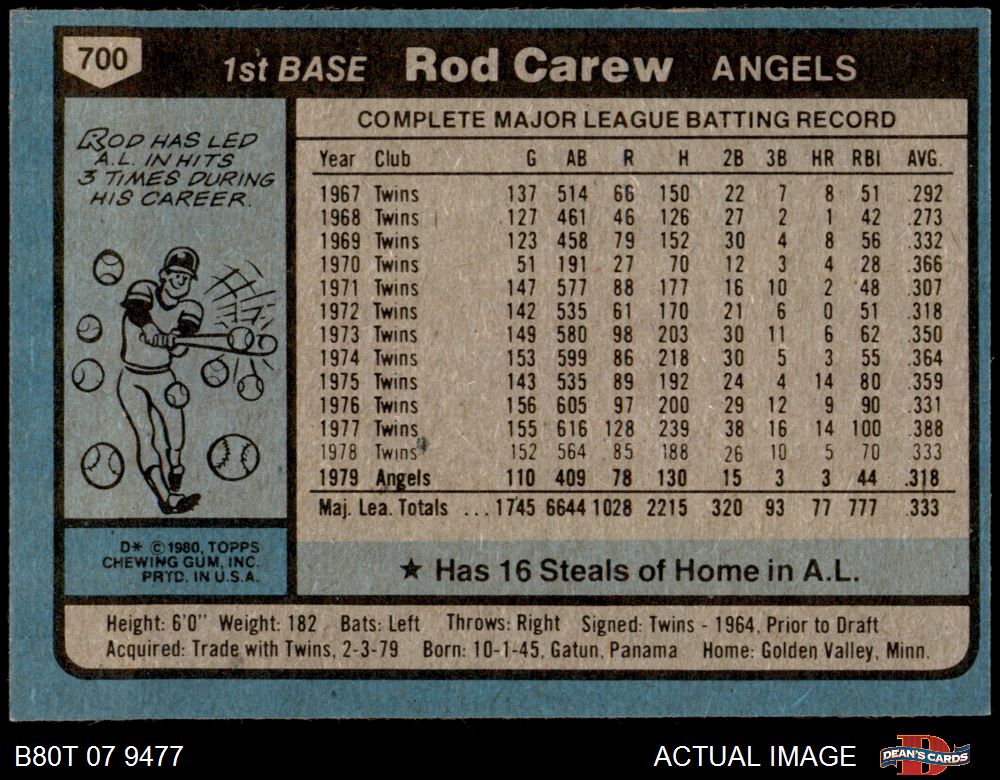 700
1st BASE Rod Carew ANGELS
ROD HAS LED
A.L. IN HITS
3 TIMES DURING
HIS CAREER.
COMPLETE MAJOR LEAGUE BATTING RECORD
Year Club G AB R H 2B 3B HR RBI AVG.
1967 Twins 137 514 66 150 22 7 8 51 .292
1968 Twins 127 461 46 126 27 2 1 42 .273
1969 Twins 123 458 79 152 30 4 8 56 .332
1970 Twins 51 191 27 70 12 3 4 28 .366
1971 Twins 147 577 88 177 16 10 2 48 .307
1972 Twins 142 535 61 170 21 6 0 51 .318
1973 Twins 149 580 98 203 30 11 6 62 .350
1974 Twins 153 599 86 218 30 5 3 55 .364
1975 Twins 143 535 89 192 24 4 14 80 .359
1976 Twins 156 605 97 200 29 12 9 90 .331
1977 Twins 155 616 128 239 38 16 14 100 .388
1978 Twins 152 564 85 188 26 10 5 70 .333
1979 Angels 110 409 78 130 15 3 3 44 .318
Maj. Lea. Totals ... 1745 6644 1028 2215 320 93 77 777 .333
D* © 1980, TOPPS
CHEWING GUM, INC.
PRTD. IN U.S.A.
★ Has 16 Steals of Home in A.L.
Height: 6'0" Weight: 182 Bats: Left Throws: Right Signed: Twins - 1964, Prior to Draft
Acquired: Trade with Twins, 2-3-79 Born: 10-1-45, Gatun, Panama Home: Golden Valley, Minn.
B80T 07 9477
ACTUAL IMAGE
DEAN'S CARDS